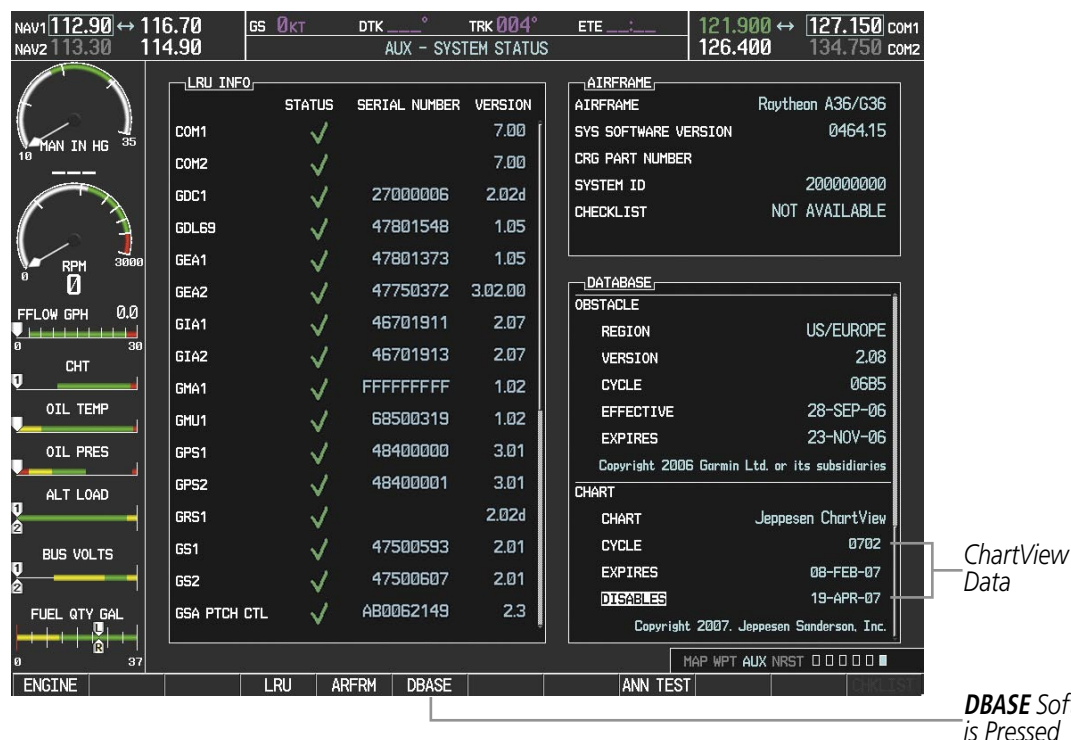 NAV1 112.90 ↔ 116.70 GS 0KT DTK ___° TRK 004° ETE __:__ 121.900 ↔ 127.150 COM1
NAV2 113.30 114.90 AUX - SYSTEM STATUS 126.400 134.750 COM2
MAN IN HG
10 35
___
RPM
0 3000
0
FFLOW GPH 0.0
0 30
CHT
1
OIL TEMP
OIL PRES
ALT LOAD
1
2
BUS VOLTS
1
2
FUEL QTY GAL
L
R
0 37
LRU INFO
STATUS SERIAL NUMBER VERSION
COM1 ✓ 7.00
COM2 ✓ 7.00
GDC1 ✓ 27000006 2.02d
GDL69 ✓ 47801548 1.05
GEA1 ✓ 47801373 1.05
GEA2 ✓ 47750372 3.02.00
GIA1 ✓ 46701911 2.07
GIA2 ✓ 46701913 2.07
GMA1 ✓ FFFFFFFFF 1.02
GMU1 ✓ 68500319 1.02
GPS1 ✓ 48400000 3.01
GPS2 ✓ 48400001 3.01
GRS1 ✓ 2.02d
GS1 ✓ 47500593 2.01
GS2 ✓ 47500607 2.01
GSA PTCH CTL ✓ AB0062149 2.3
AIRFRAME
AIRFRAME Raytheon A36/G36
SYS SOFTWARE VERSION 0464.15
CRG PART NUMBER
SYSTEM ID 200000000
CHECKLIST NOT AVAILABLE
DATABASE
OBSTACLE
REGION US/EUROPE
VERSION 2.08
CYCLE 06B5
EFFECTIVE 28-SEP-06
EXPIRES 23-NOV-06
Copyright 2006 Garmin Ltd. or its subsidiaries
CHART
CHART Jeppesen ChartView
CYCLE 0702
EXPIRES 08-FEB-07
DISABLES 19-APR-07
Copyright 2007. Jeppesen Sanderson, Inc.
ChartView
Data
MAP WPT AUX NRST
ENGINE LRU ARFRM DBASE ANN TEST CHKLIST
DBASE Sof
is Pressed